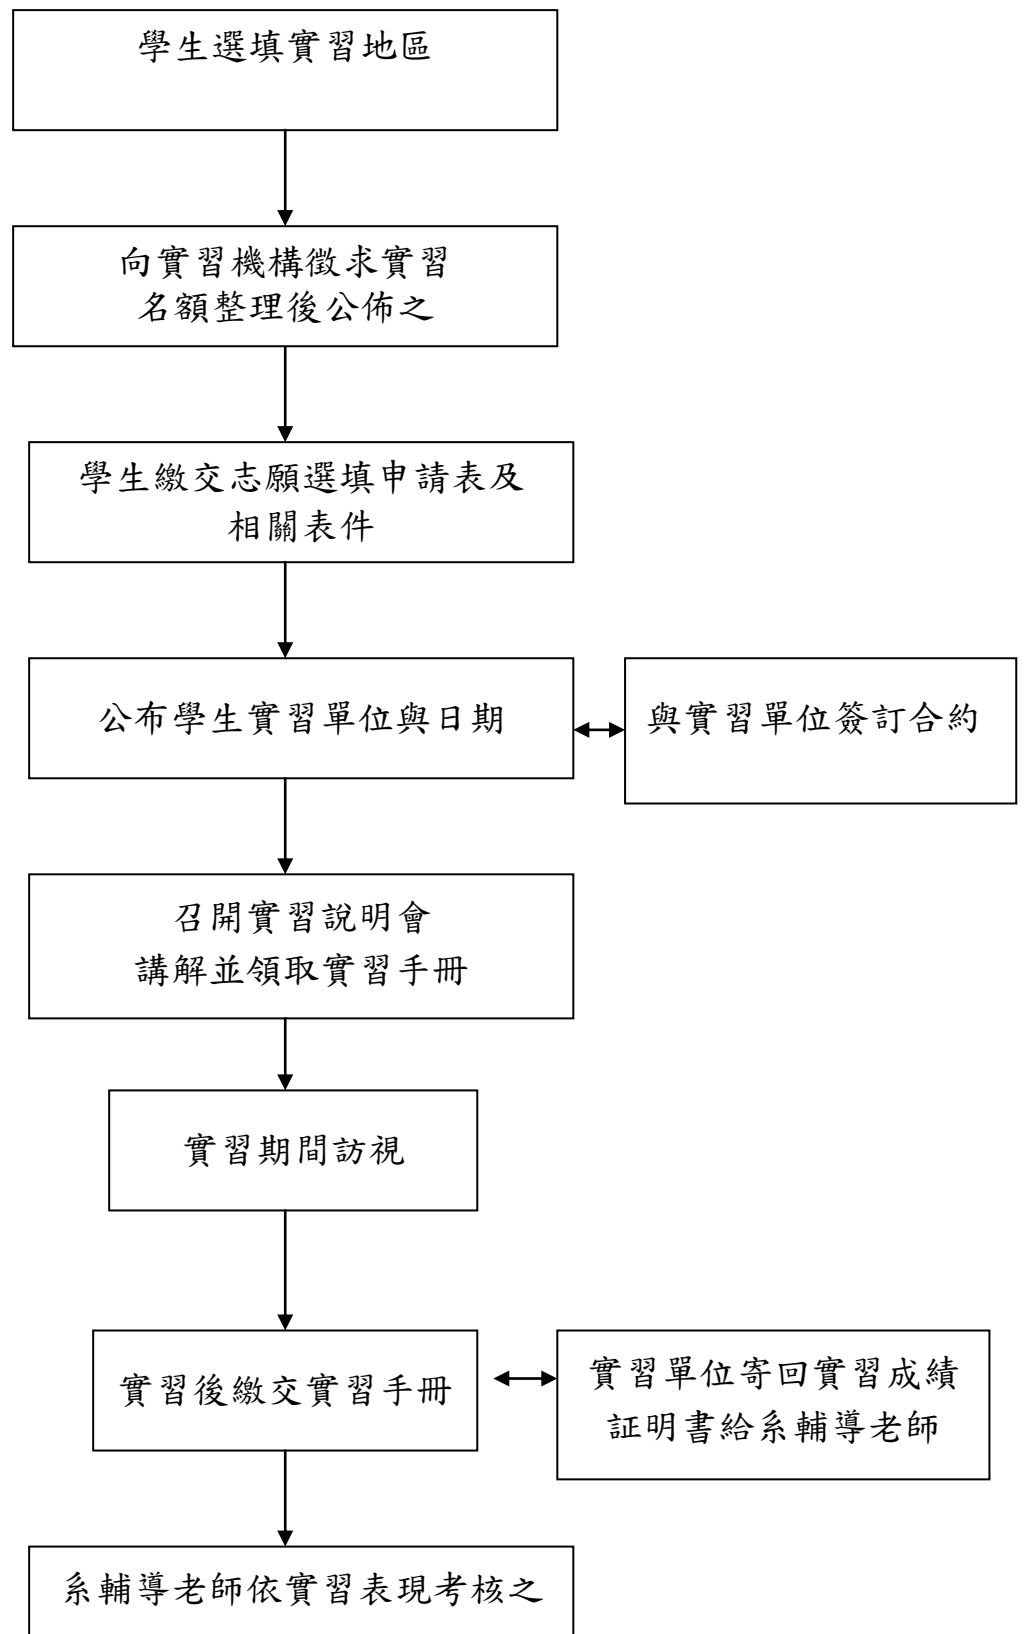 學生選填實習地區
向實習機構徵求實習
名額整理後公佈之
學生繳交志願選填申請表及
相關表件
公布學生實習單位與日期
與實習單位簽訂合約
召開實習說明會
講解並領取實習手冊
實習期間訪視
實習後繳交實習手冊
實習單位寄回實習成績
証明書給系輔導老師
系輔導老師依實習表現考核之